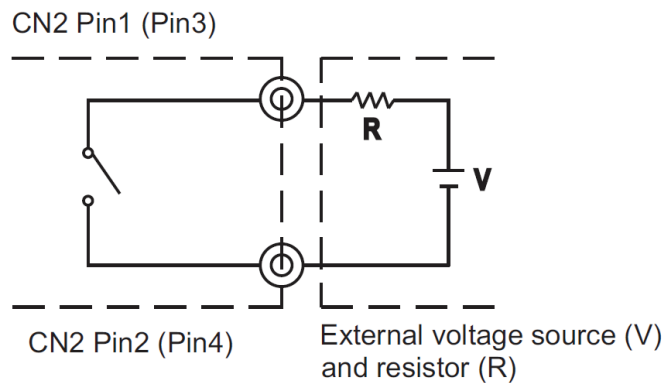 CN2 Pin1 (Pin3)
R
V
CN2 Pin2 (Pin4)
External voltage source (V)
and resistor (R)